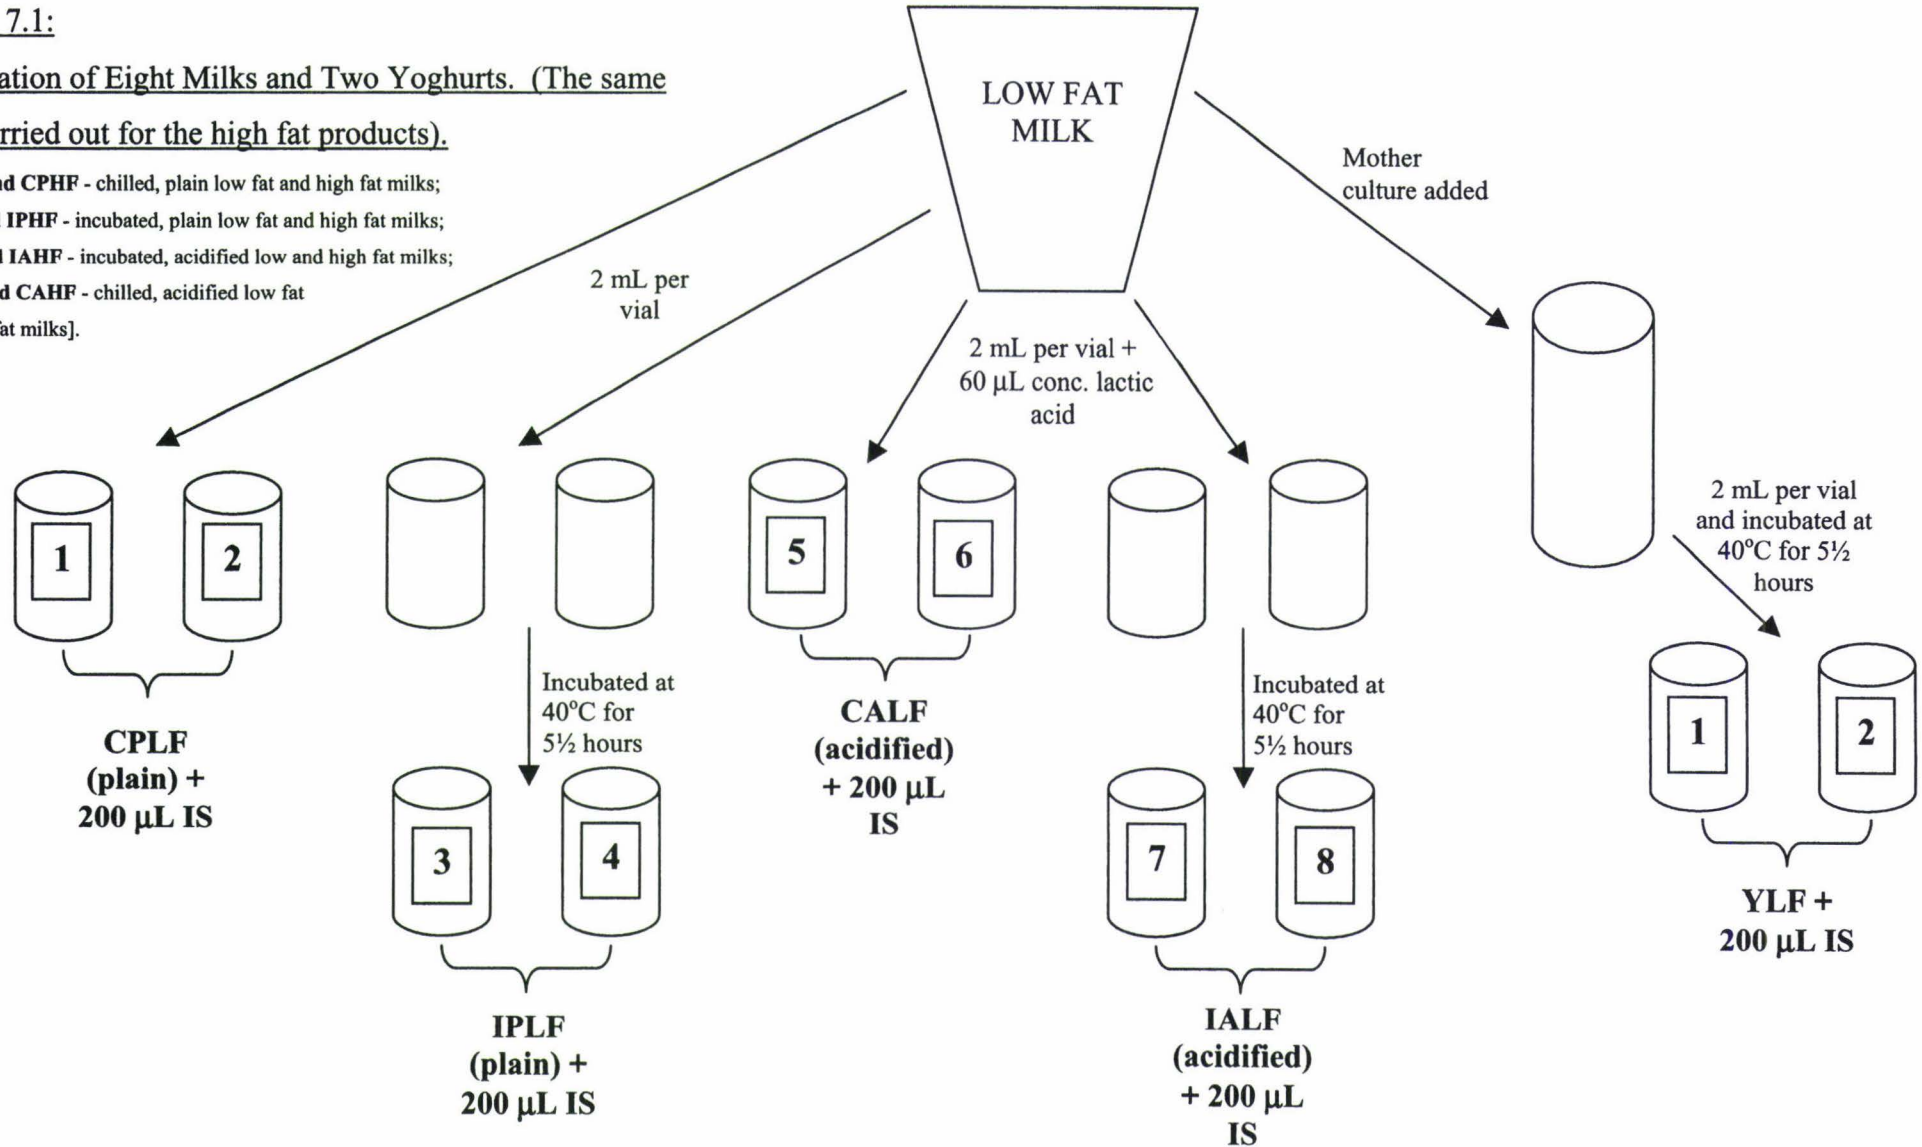 7.1:
ation of Eight Milks and Two Yoghurts. (The same
rried out for the high fat products).
d CPHF - chilled, plain low fat and high fat milks;
IPHF - incubated, plain low fat and high fat milks;
IAHF - incubated, acidified low and high fat milks;
d CAHF - chilled, acidified low fat
fat milks].
LOW FAT
MILK
Mother
culture added
2 mL per
vial
2 mL per vial +
60 µL conc. lactic
acid
2 mL per vial
and incubated at
40°C for 5½
hours
1
2
5
6
Incubated at
40°C for
5½ hours
Incubated at
40°C for
5½ hours
1
2
CPLF
(plain) +
200 µL IS
CALF
(acidified)
+ 200 µL
IS
3
4
7
8
YLF +
200 µL IS
IPLF
(plain) +
200 µL IS
IALF
(acidified)
+ 200 µL
IS